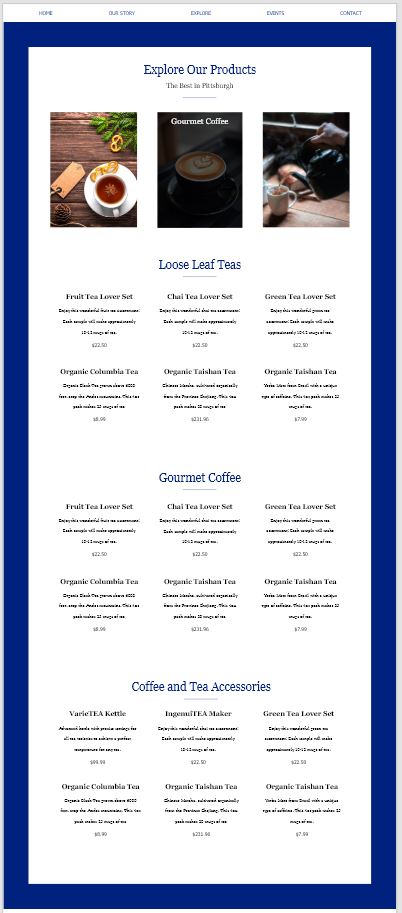 HOME OUR STORY EXPLORE EVENTS CONTACT
Explore Our Products
The Best in Pittsburgh
Gourmet Coffee
Loose Leaf Teas
Fruit Tea Lover Set Chai Tea Lover Set Green Tea Lover Set
Enjoy this wonderful fruit tea assortment! Enjoy this wonderful chai tea assortment! Enjoy this wonderful green tea
Each sample will make approximately Each sample will make approximately assortment! Each sample will make
10-12 mugs of tea. 10-12 mugs of tea. approximately 10-12 mugs of tea.
$22.50 $22.50 $22.50
Organic Columbia Tea Organic Taishan Tea Organic Taishan Tea
Organic Black Tea grown above 6000 Chinese Matcha, cultivated organically Yerba Mate from Brazil with a unique
feet atop the Andes mountains. This tea from the Province Zhejiang. This tea type of caffeine. This tea pack makes 25
pack makes 25 mugs of tea pack makes 25 mugs of tea mugs of tea.
$8.99 $231.96 $7.99
Gourmet Coffee
Fruit Tea Lover Set Chai Tea Lover Set Green Tea Lover Set
Enjoy this wonderful fruit tea assortment! Enjoy this wonderful chai tea assortment! Enjoy this wonderful green tea
Each sample will make approximately Each sample will make approximately assortment! Each sample will make
10-12 mugs of tea. 10-12 mugs of tea. approximately 10-12 mugs of tea.
$22.50 $22.50 $22.50
Organic Columbia Tea Organic Taishan Tea Organic Taishan Tea
Organic Black Tea grown above 6000 Chinese Matcha, cultivated organically Yerba Mate from Brazil with a unique
feet atop the Andes mountains. This tea from the Province Zhejiang. This tea type of caffeine. This tea pack makes 25
pack makes 25 mugs of tea pack makes 25 mugs of tea mugs of tea.
$8.99 $231.96 $7.99
Coffee and Tea Accessories
VarieTEA Kettle IngenuiTEA Maker Green Tea Lover Set
Advanced kettle with precise settings for Enjoy this wonderful chai tea assortment! Enjoy this wonderful green tea
all tea varieties to achieve a perfect Each sample will make approximately assortment! Each sample will make
temperature for any tea. 10-12 mugs of tea. approximately 10-12 mugs of tea.
$99.99 $22.50 $22.50
Organic Columbia Tea Organic Taishan Tea Organic Taishan Tea
Organic Black Tea grown above 6000 Chinese Matcha, cultivated organically Yerba Mate from Brazil with a unique
feet atop the Andes mountains. This tea from the Province Zhejiang. This tea type of caffeine. This tea pack makes 25
pack makes 25 mugs of tea pack makes 25 mugs of tea mugs of tea.
$8.99 $231.96 $7.99